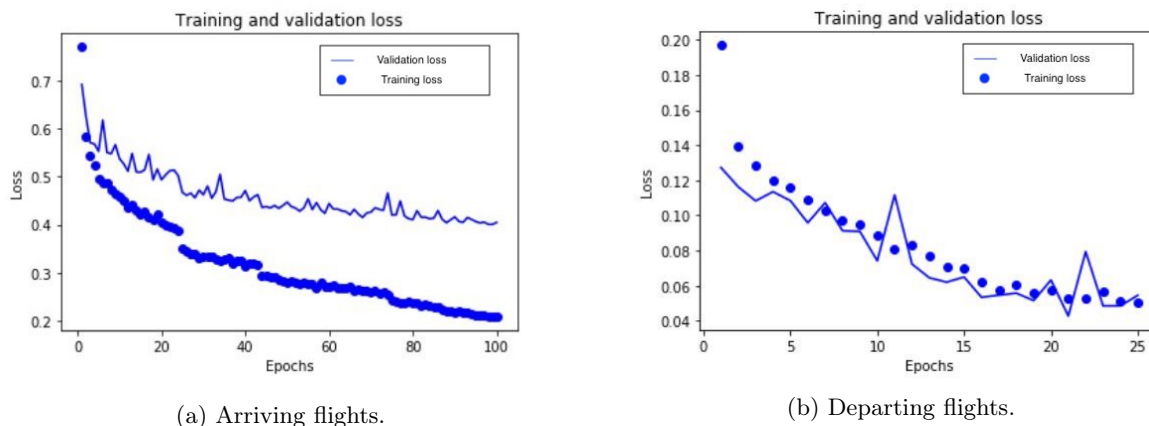 Training and validation loss
Validation loss
Training loss
Loss
0.7
0.6
0.5
0.4
0.3
0.2
0 20 40 60 80 100
Epochs
(a) Arriving flights.
Training and validation loss
Validation loss
Training loss
Loss
0.20
0.18
0.16
0.14
0.12
0.10
0.08
0.06
0.04
0 5 10 15 20 25
Epochs
(b) Departing flights.